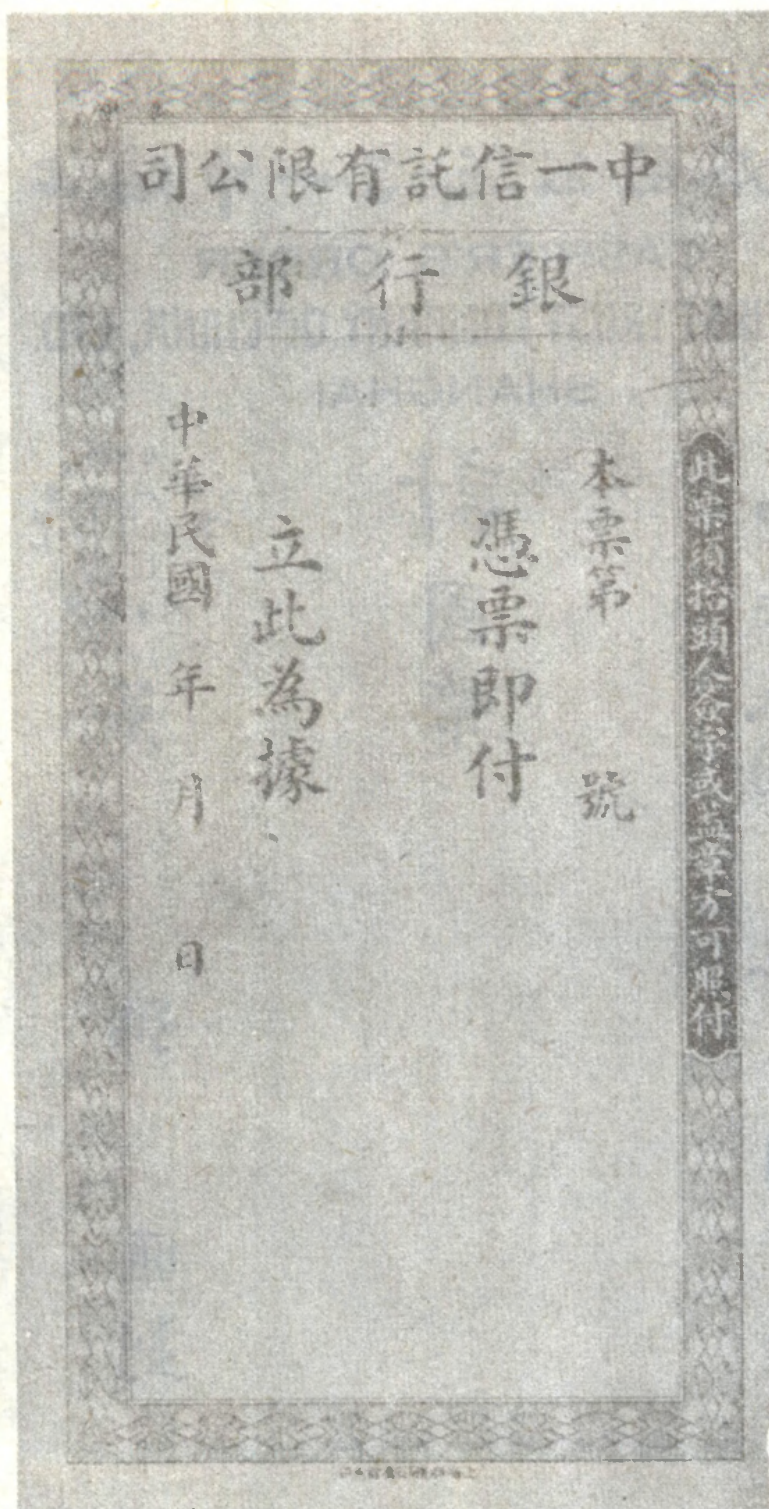 中一信託有限公司
銀行部
此票須抬頭人簽字或蓋章方可照付
本票第　號
憑票即付
立此為據
中華民國　年　月　日
SHANGHAI